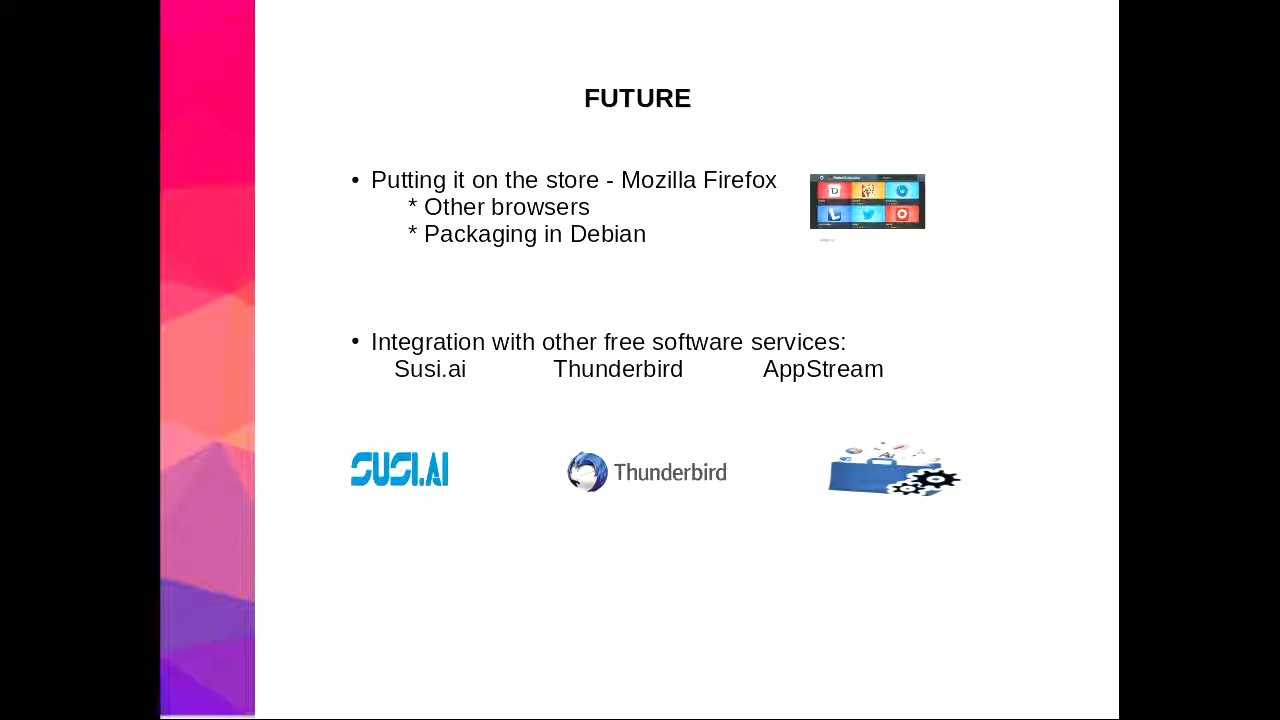 FUTURE
• Putting it on the store - Mozilla Firefox
* Other browsers
* Packaging in Debian
• Integration with other free software services:
Susi.ai Thunderbird AppStream
SUSI.AI Thunderbird